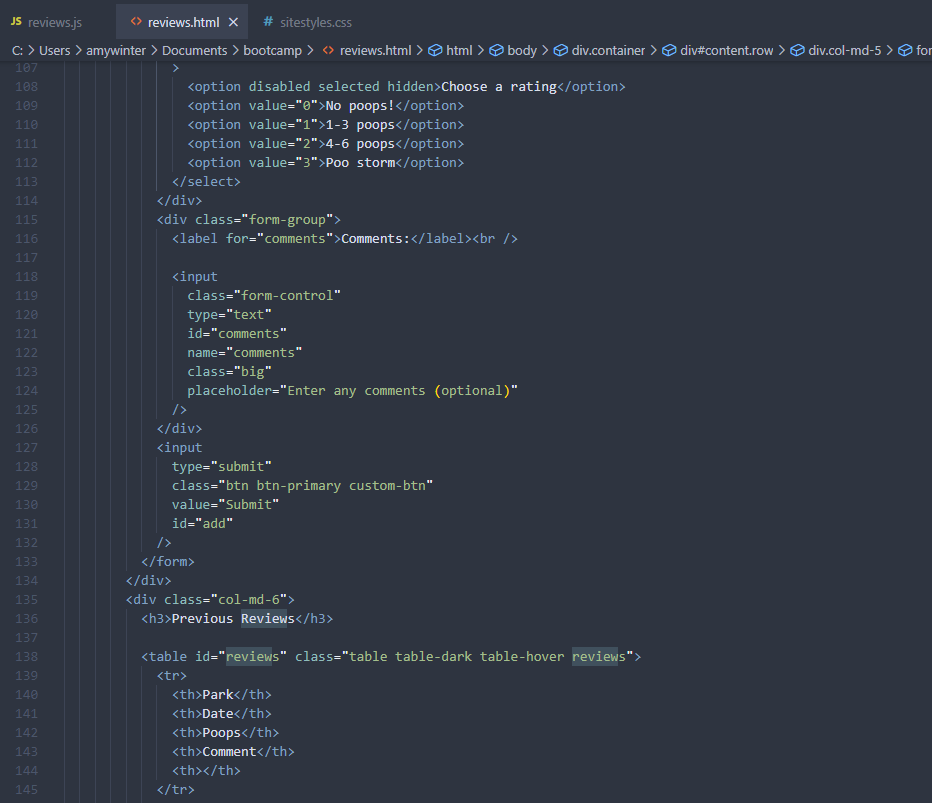 JS reviews.js <> reviews.html × # sitestyles.css
C: > Users > amywinter > Documents > bootcamp > <> reviews.html > html > body > div.container > div#content.row > div.col-md-5 > for
107 >
108 <option disabled selected hidden>Choose a rating</option>
109 <option value="0">No poops!</option>
110 <option value="1">1-3 poops</option>
111 <option value="2">4-6 poops</option>
112 <option value="3">Poo storm</option>
113 </select>
114 </div>
115 <div class="form-group">
116 <label for="comments">Comments:</label><br />
117
118 <input
119 class="form-control"
120 type="text"
121 id="comments"
122 name="comments"
123 class="big"
124 placeholder="Enter any comments (optional)"
125 />
126 </div>
127 <input
128 type="submit"
129 class="btn btn-primary custom-btn"
130 value="Submit"
131 id="add"
132 />
133 </form>
134 </div>
135 <div class="col-md-6">
136 <h3>Previous Reviews</h3>
137
138 <table id="reviews" class="table table-dark table-hover reviews">
139 <tr>
140 <th>Park</th>
141 <th>Date</th>
142 <th>Poops</th>
143 <th>Comment</th>
144 <th></th>
145 </tr>